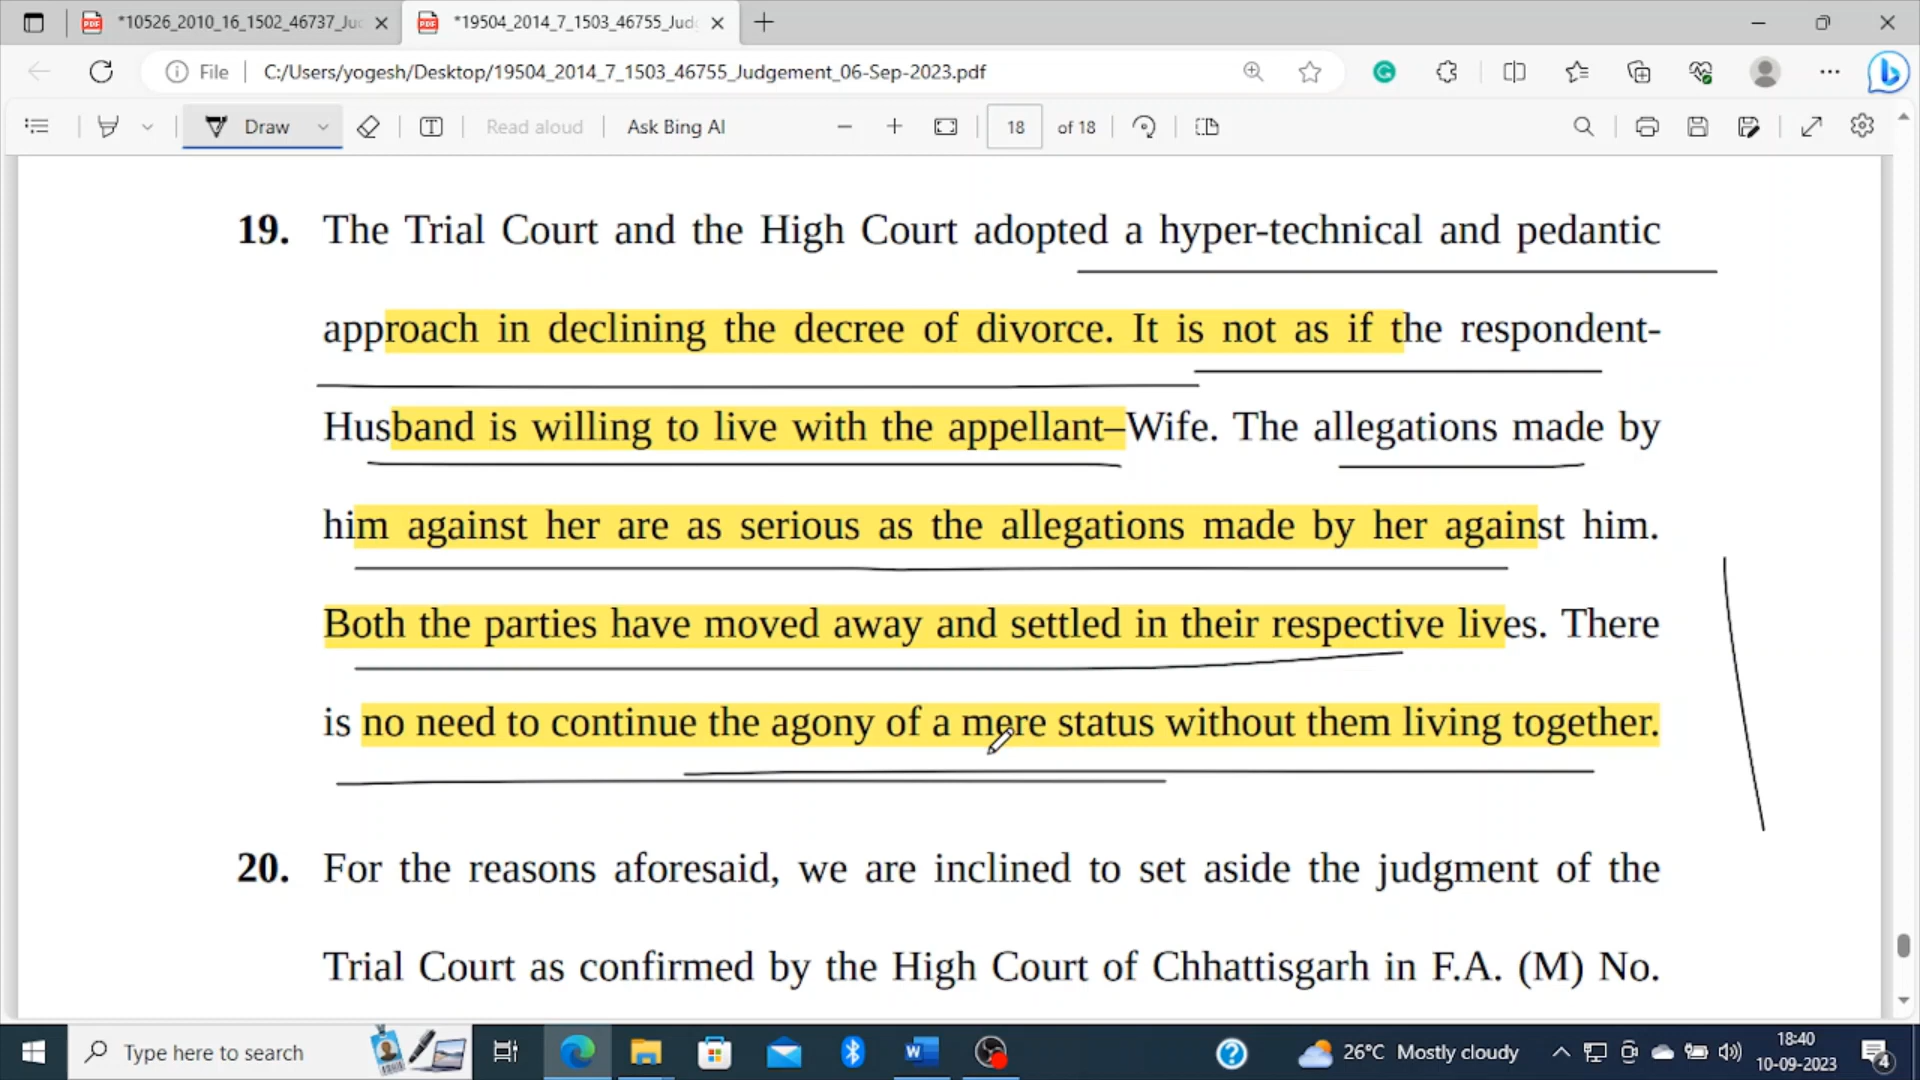 *10526_2010_16_1502_46737_Ju
*19504_2014_7_1503_46755_Jud
File
C:/Users/yogesh/Desktop/19504_2014_7_1503_46755_Judgement_06-Sep-2023.pdf
Draw
Read aloud
Ask Bing AI
18
of 18
19. The Trial Court and the High Court adopted a hyper-technical and pedantic
approach in declining the decree of divorce. It is not as if the respondent-
Husband is willing to live with the appellant–Wife. The allegations made by
him against her are as serious as the allegations made by her against him.
Both the parties have moved away and settled in their respective lives. There
is no need to continue the agony of a mere status without them living together.
20. For the reasons aforesaid, we are inclined to set aside the judgment of the
Trial Court as confirmed by the High Court of Chhattisgarh in F.A. (M) No.
Type here to search
26°C Mostly cloudy
18:40
10-09-2023
4